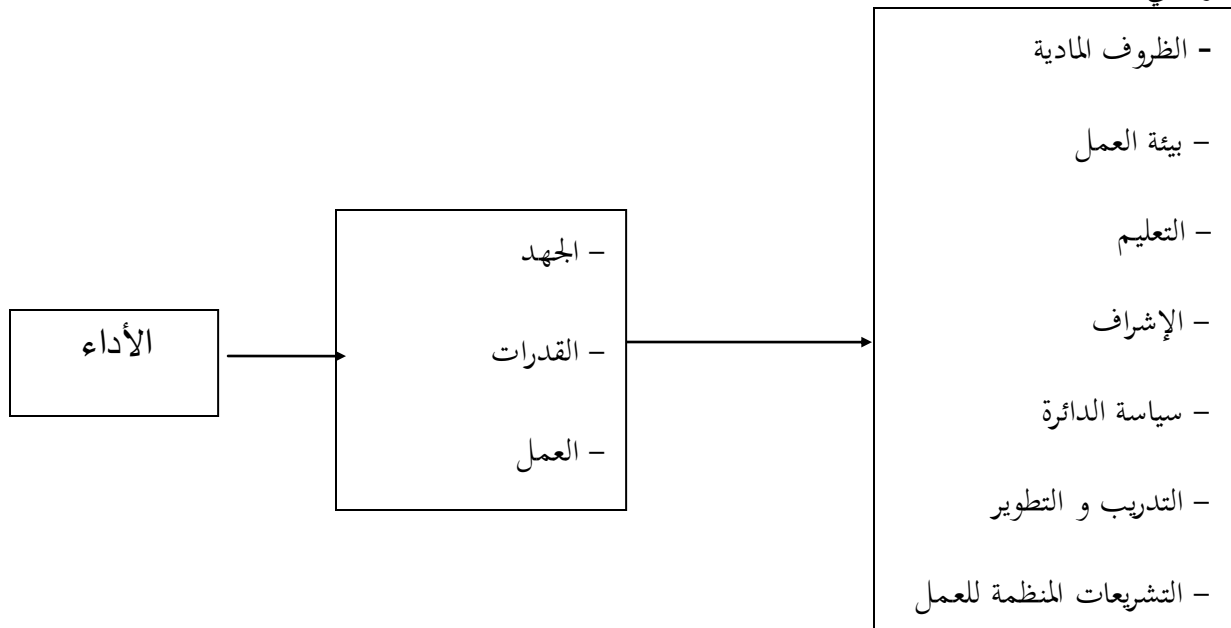 - الظروف المادية
– بيئة العمل
– التعليم
– الإشراف
– سياسة الدائرة
– التدريب و التطوير
– التشريعات المنظمة للعمل
– الجهد
– القدرات
– العمل
الأداء